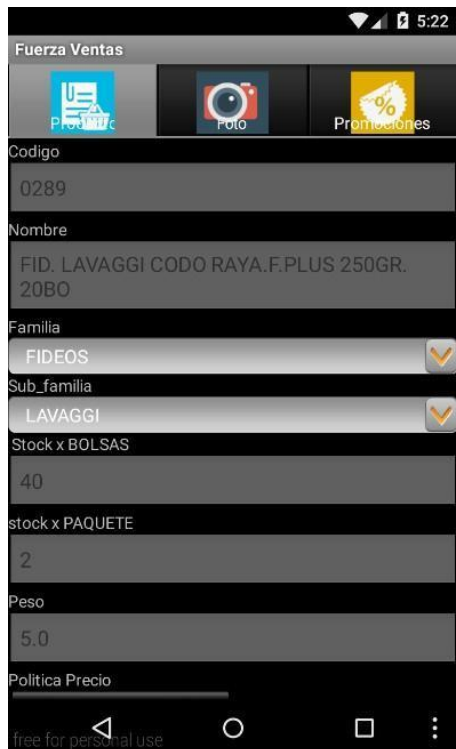 5:22
Fuerza Ventas
Producto
Foto
Promociones
Codigo
0289
Nombre
FID. LAVAGGI CODO RAYA.F.PLUS 250GR.
20BO
Familia
FIDEOS
Sub_familia
LAVAGGI
Stock x BOLSAS
40
stock x PAQUETE
2
Peso
5.0
Politica Precio
free for personal use